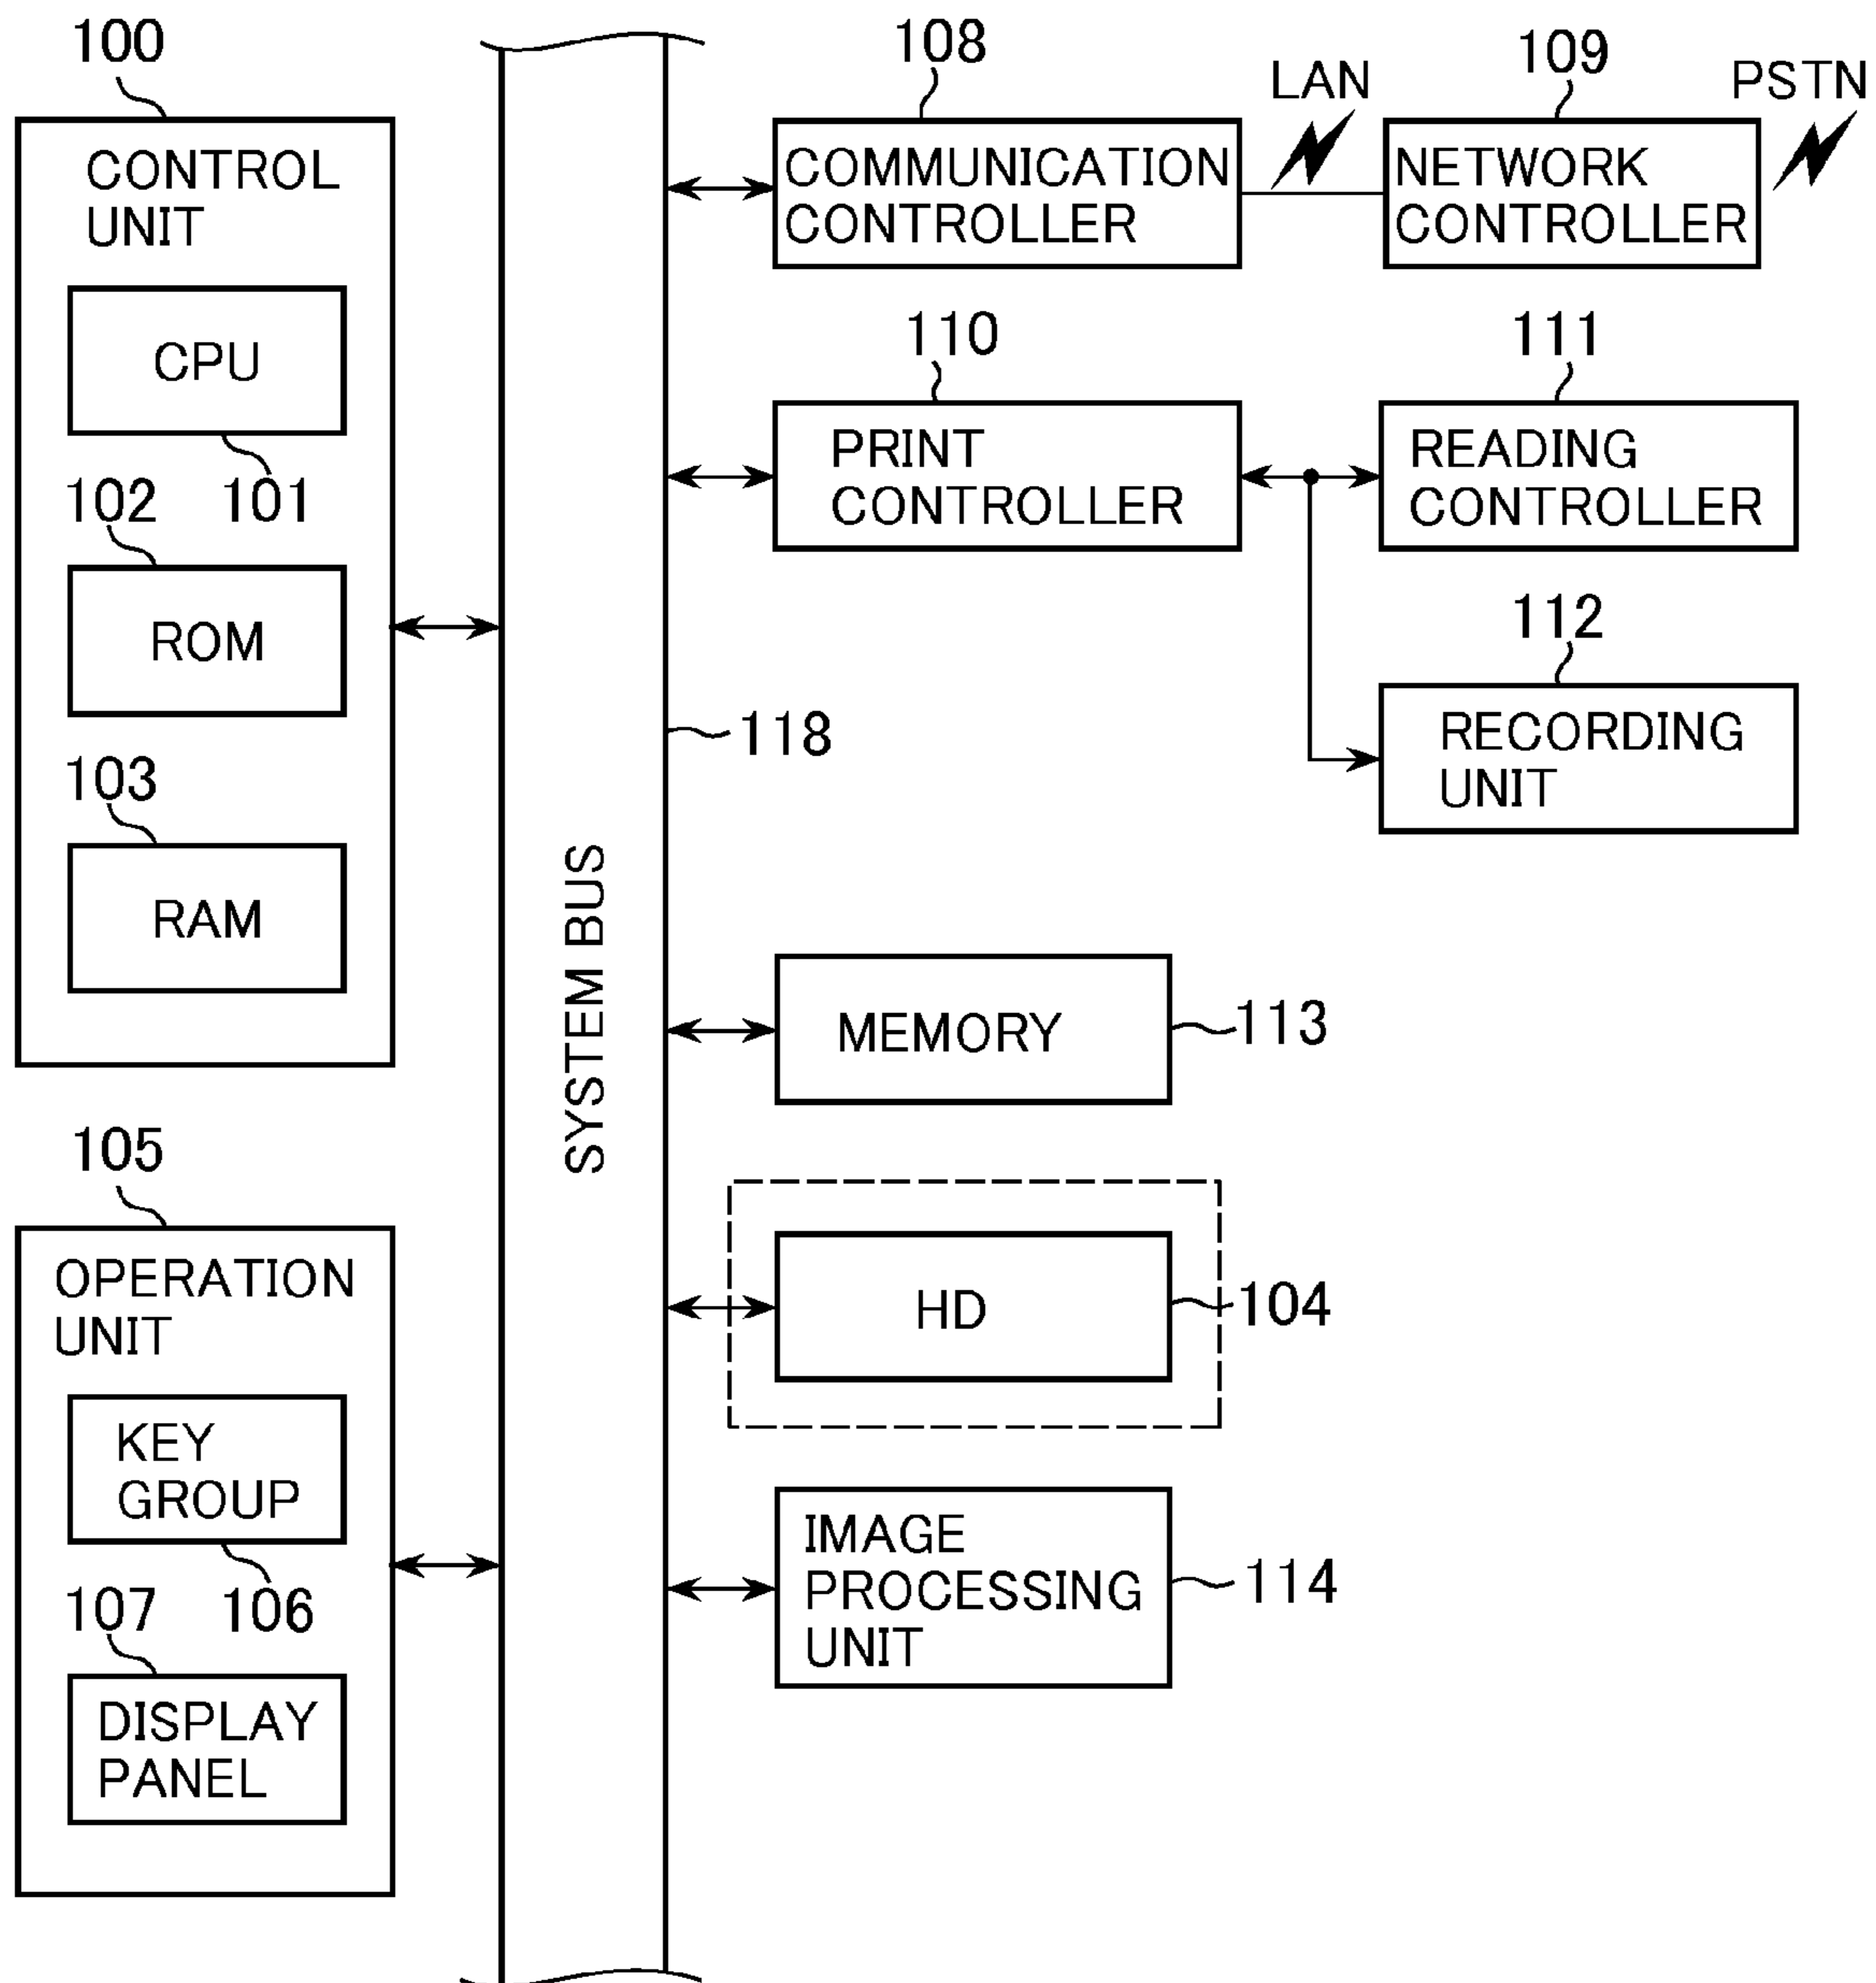 100
CONTROL
UNIT
CPU
101
102
ROM
103
RAM
105
OPERATION
UNIT
KEY
GROUP
106
107
DISPLAY
PANEL
SYSTEM BUS
118
108
COMMUNICATION
CONTROLLER
LAN
109
NETWORK
CONTROLLER
PSTN
110
PRINT
CONTROLLER
111
READING
CONTROLLER
112
RECORDING
UNIT
MEMORY
113
HD
104
IMAGE
PROCESSING
UNIT
114